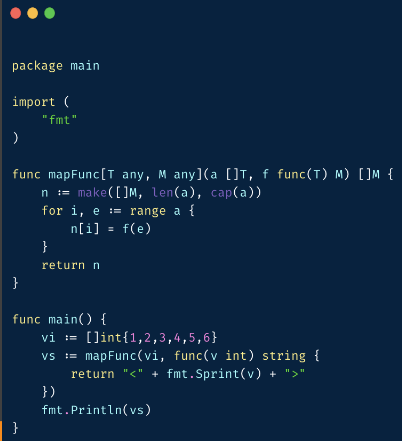 package main

import (
    "fmt"
)

func mapFunc[T any, M any](a []T, f func(T) M) []M {
    n := make([]M, len(a), cap(a))
    for i, e := range a {
        n[i] = f(e)
    }
    return n
}

func main() {
    vi := []int{1,2,3,4,5,6}
    vs := mapFunc(vi, func(v int) string {
        return "<" + fmt.Sprint(v) + ">"
    })
    fmt.Println(vs)
}